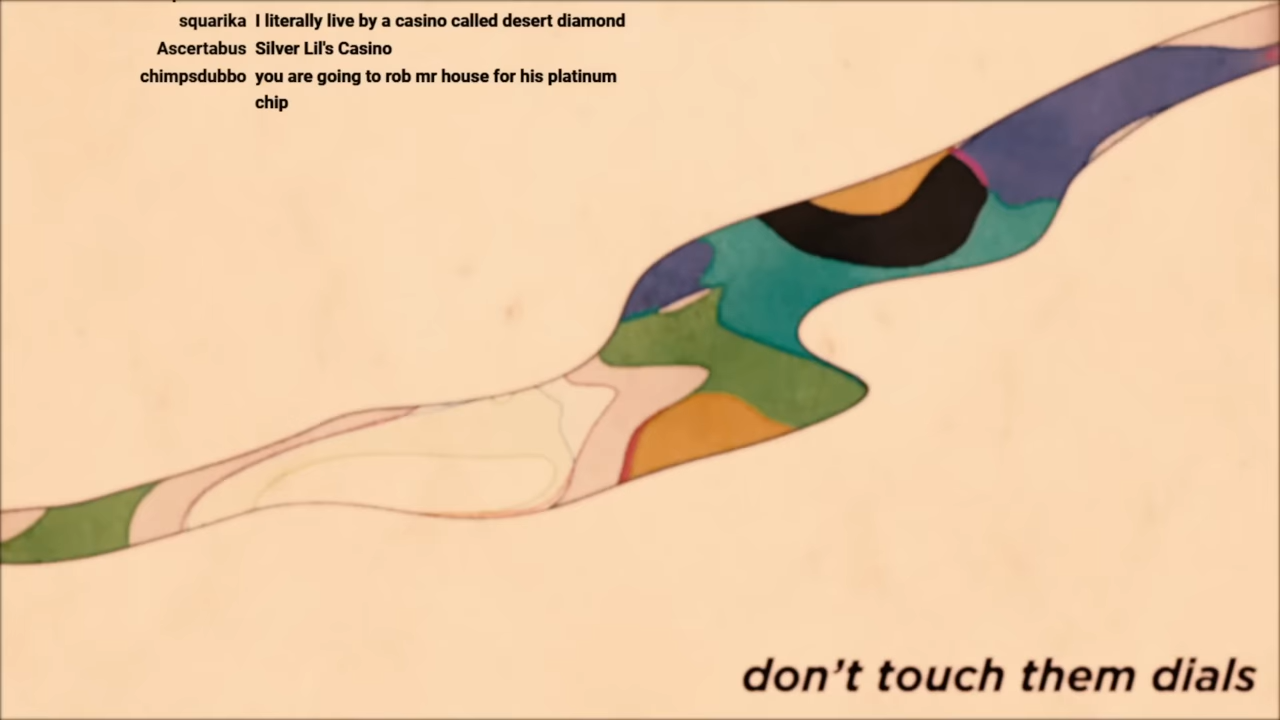 squarika I literally live by a casino called desert diamond
Ascertabus Silver Lil's Casino
chimpsdubbo you are going to rob mr house for his platinum
chip
don't touch them dials